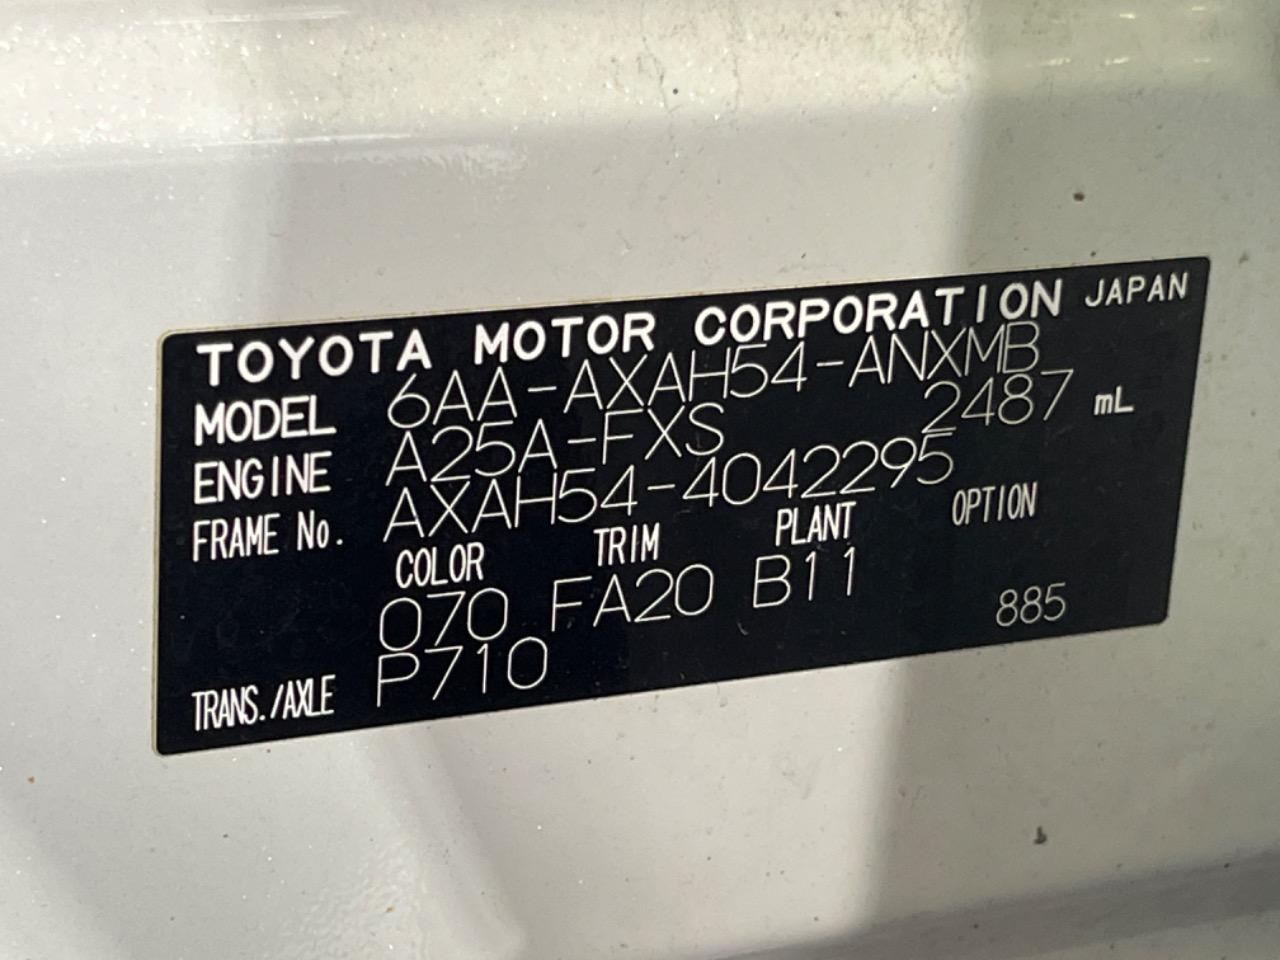 TOYOTA MOTOR CORPORATION JAPAN
MODEL 6AA-AXAH54-ANXMB
ENGINE A25A-FXS 2487 mL
FRAME No. AXAH54-4042295
COLOR TRIM PLANT OPTION
070 FA20 B11
885
TRANS./AXLE P710